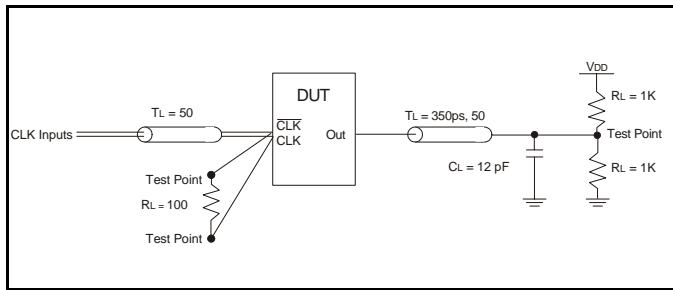 VDD
DUT
RL = 1K
TL = 50
TL = 350ps, 50
CLK
CLK Inputs
CLK
Out
Test Point
CL = 12 pF
RL = 1K
Test Point
RL = 100
Test Point